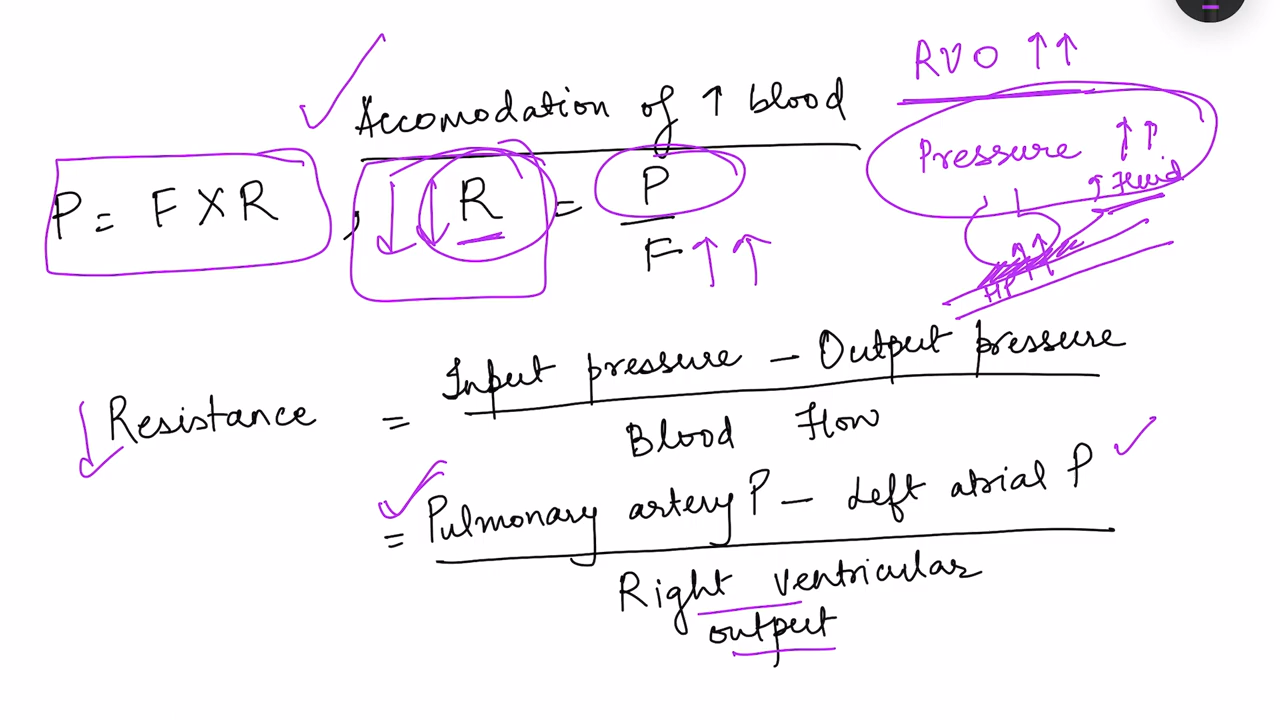 RVO ↑↑
Accomodation of ↑ blood
Pressure ↑↑
↑ Fluid
P = F X R , ↓↓ R = P
F ↑↑
HP ↑↑
Input pressure – Output pressure
↓ Resistance =
Blood Flow
= Pulmonary artery P – Left atrial P
Right ventricular
output